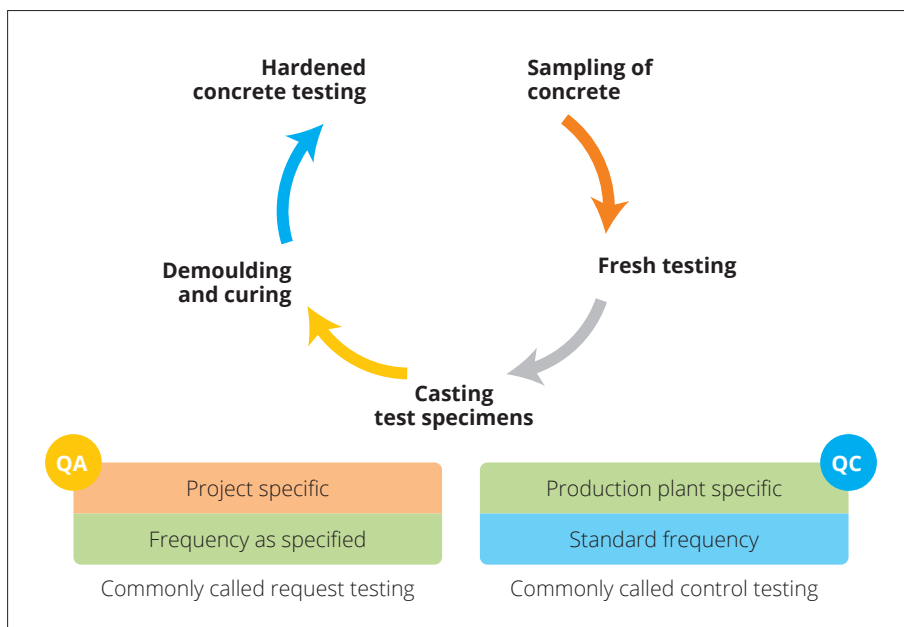 Hardened
concrete testing
Sampling of
concrete
Fresh testing
Casting
test specimens
Demoulding
and curing
QA
Project specific
Frequency as specified
Commonly called request testing
QC
Production plant specific
Standard frequency
Commonly called control testing